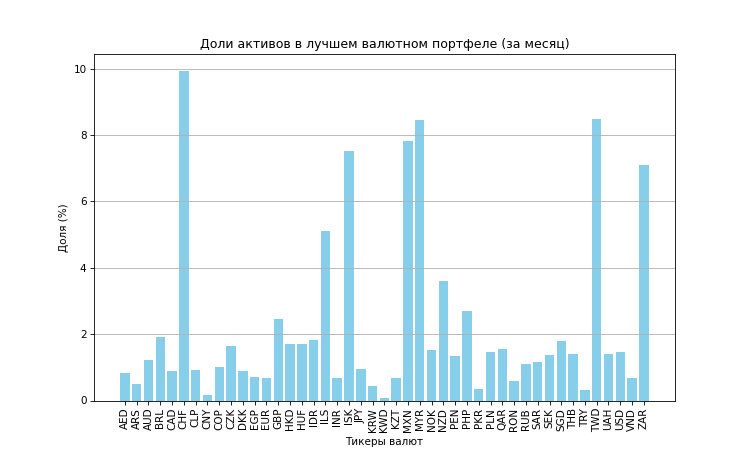 Доли активов в лучшем валютном портфеле (за месяц)
Доля (%)
10
8
6
4
2
0
AED ARS AUD BRL CAD CHF CLP CNY COP CZK DKK EGP EUR GBP HKD HUF IDR ILS INR ISK JPY KRW KWD KZT MXN MYR NOK NZD PEN PHP PKR PLN QAR RON RUB SAR SEK SGD THB TRY TWD UAH USD VND ZAR
Тикеры валют